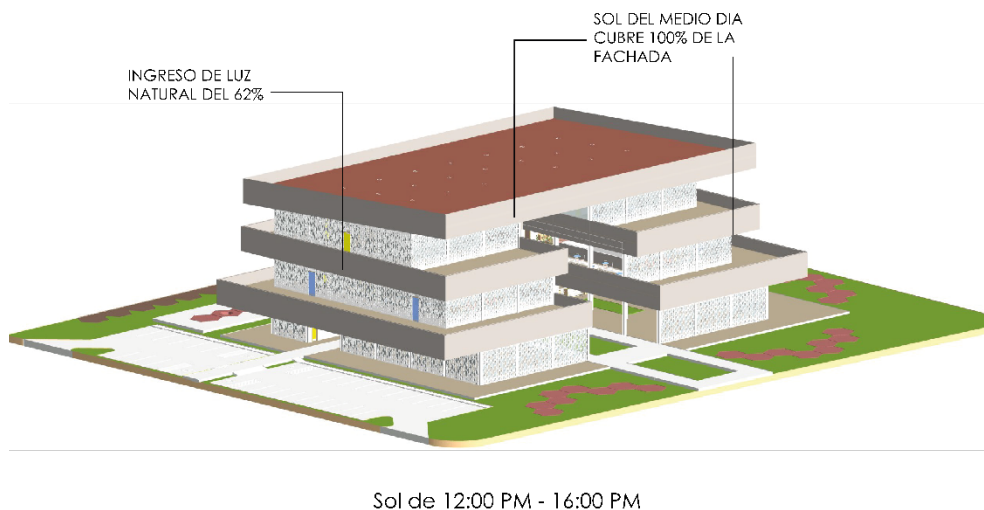 SOL DEL MEDIO DIA
CUBRE 100% DE LA
FACHADA
INGRESO DE LUZ
NATURAL DEL 62%
Sol de 12:00 PM - 16:00 PM